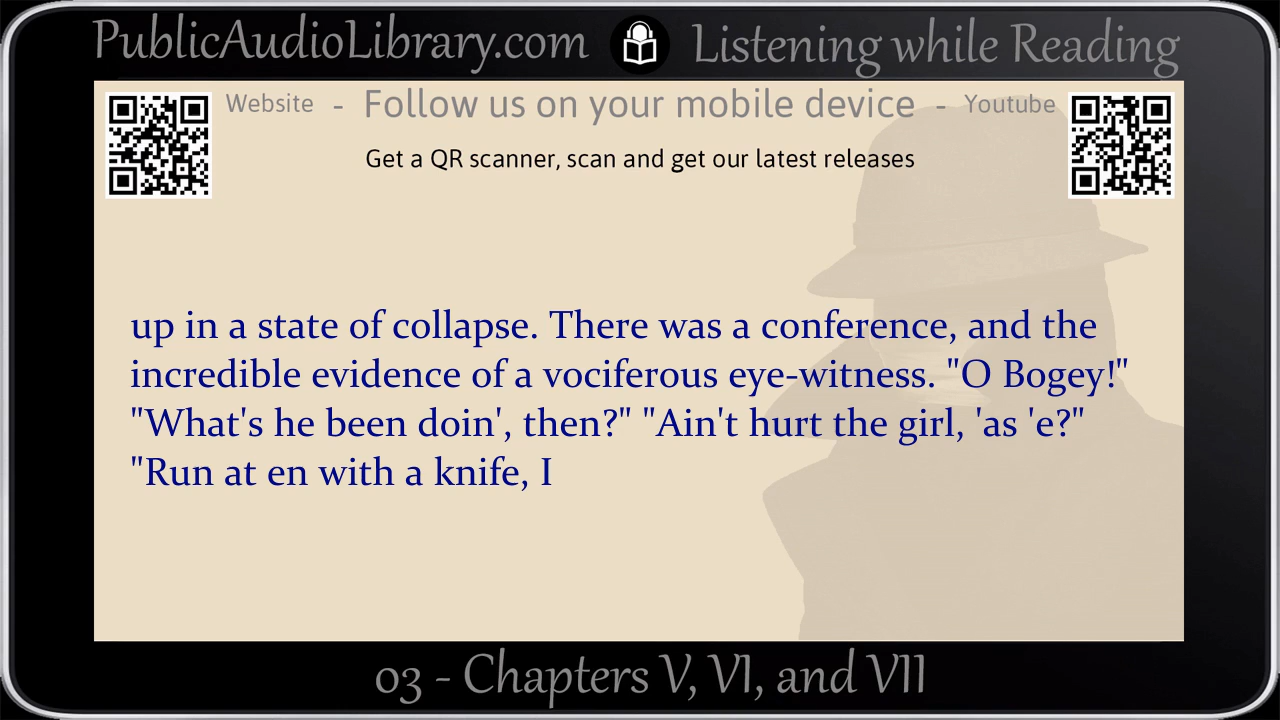 PublicAudioLibrary.com Listening while Reading
Website - Follow us on your mobile device - Youtube
Get a QR scanner, scan and get our latest releases
up in a state of collapse. There was a conference, and the
incredible evidence of a vociferous eye-witness. "O Bogey!"
"What's he been doin', then?" "Ain't hurt the girl, 'as 'e?"
"Run at en with a knife, I
03 - Chapters V, VI, and VII